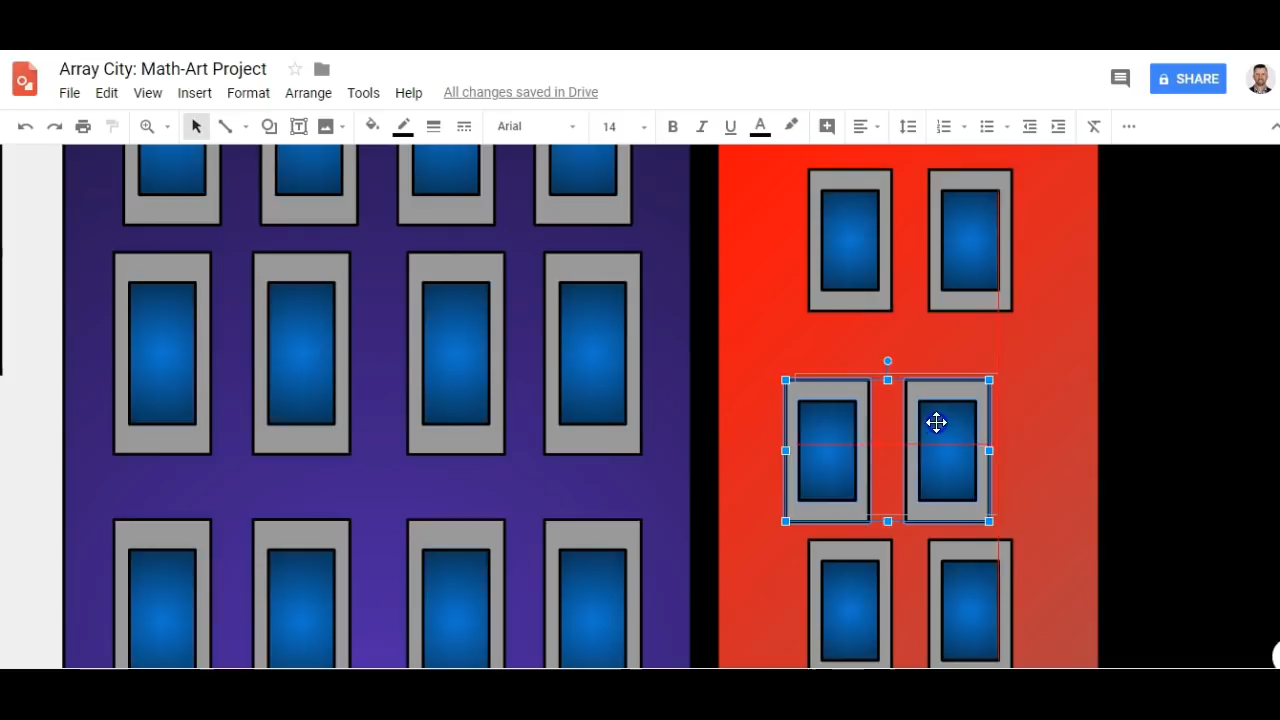 Array City: Math-Art Project
File Edit View Insert Format Arrange Tools Help All changes saved in Drive
SHARE
Arial 14 B I U A